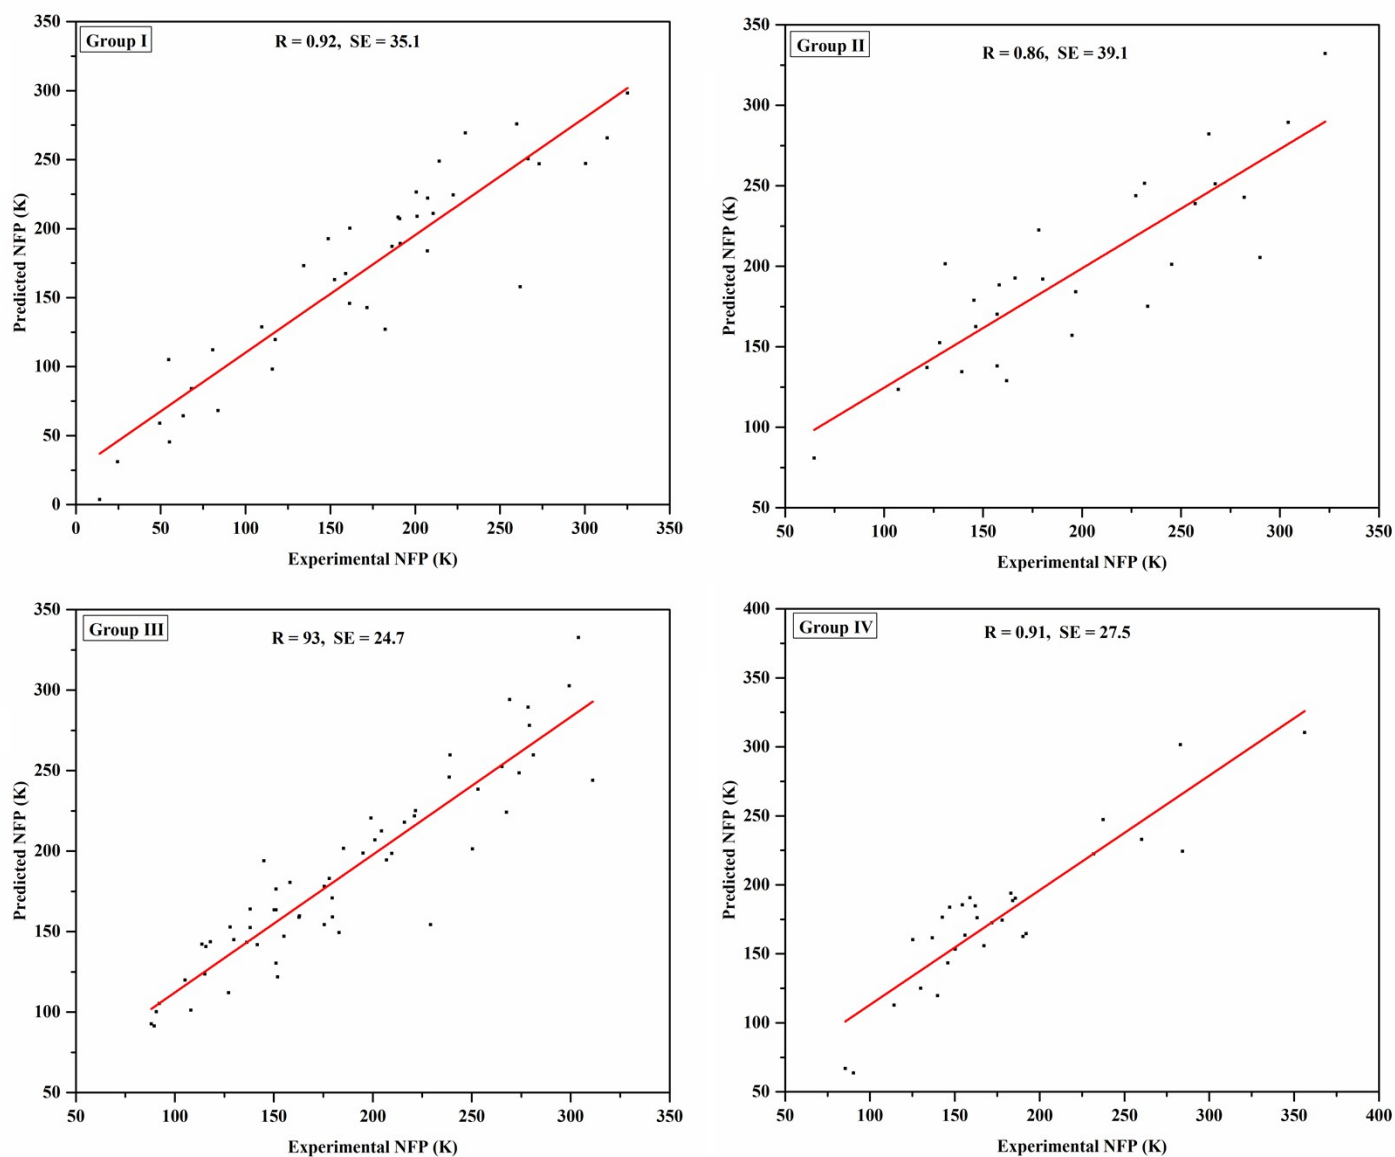 Group I
R = 0.92, SE = 35.1
350
300
250
200
150
100
50
0
Predicted NFP (K)
0 50 100 150 200 250 300 350
Experimental NFP (K)
Group II
R = 0.86, SE = 39.1
350
300
250
200
150
100
50
Predicted NFP (K)
50 100 150 200 250 300 350
Experimental NFP (K)
Group III
R = 93, SE = 24.7
350
300
250
200
150
100
50
Predicted NFP (K)
50 100 150 200 250 300 350
Experimental NFP (K)
Group IV
R = 0.91, SE = 27.5
400
350
300
250
200
150
100
50
Predicted NFP (K)
50 100 150 200 250 300 350 400
Experimental NFP (K)